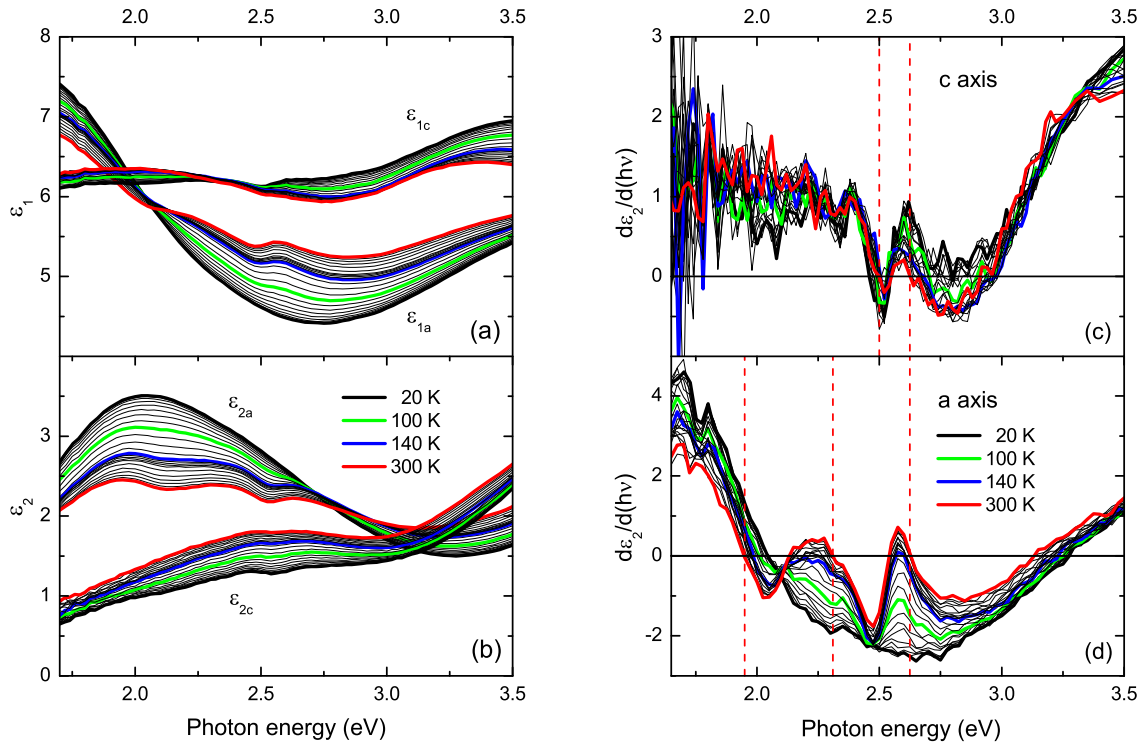 2.0 2.5 3.0 3.5
8
7
6
5
ε1
ε1c
ε1a
(a)
3
2
1
0
ε2
ε2a
ε2c
20 K
100 K
140 K
300 K
(b)
2.0 2.5 3.0 3.5
Photon energy (eV)
2.0 2.5 3.0 3.5
3
2
1
0
dε2/d(hν)
c axis
(c)
4
2
0
-2
dε2/d(hν)
a axis
20 K
100 K
140 K
300 K
(d)
2.0 2.5 3.0 3.5
Photon energy (eV)